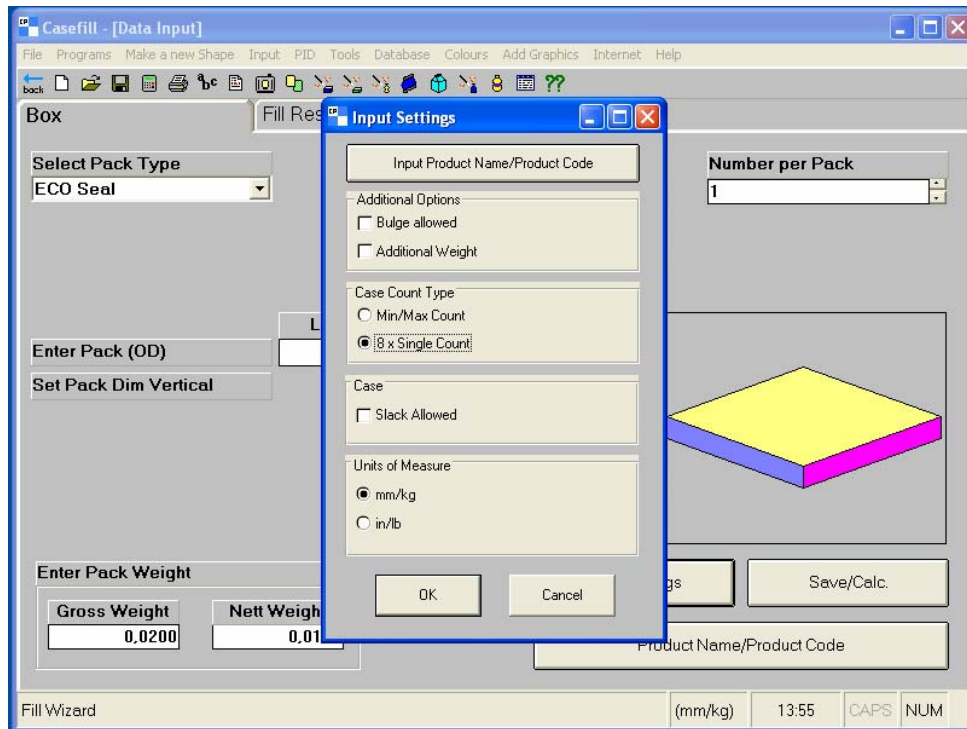 Casefill - [Data Input]
File Programs Make a new Shape Input PID Tools Database Colours Add Graphics Internet Help
back
Box
Fill Res
Input Settings
Input Product Name/Product Code
Select Pack Type
ECO Seal
Number per Pack
1
Additional Options
Bulge allowed
Additional Weight
Case Count Type
Min/Max Count
8 x Single Count
L
Enter Pack (OD)
Set Pack Dim Vertical
Case
Slack Allowed
Units of Measure
mm/kg
in/lb
OK Cancel
Enter Pack Weight
Gross Weight Nett Weigh
0,0200 0,01
gs
Save/Calc.
Product Name/Product Code
Fill Wizard (mm/kg) 13:55 CAPS NUM